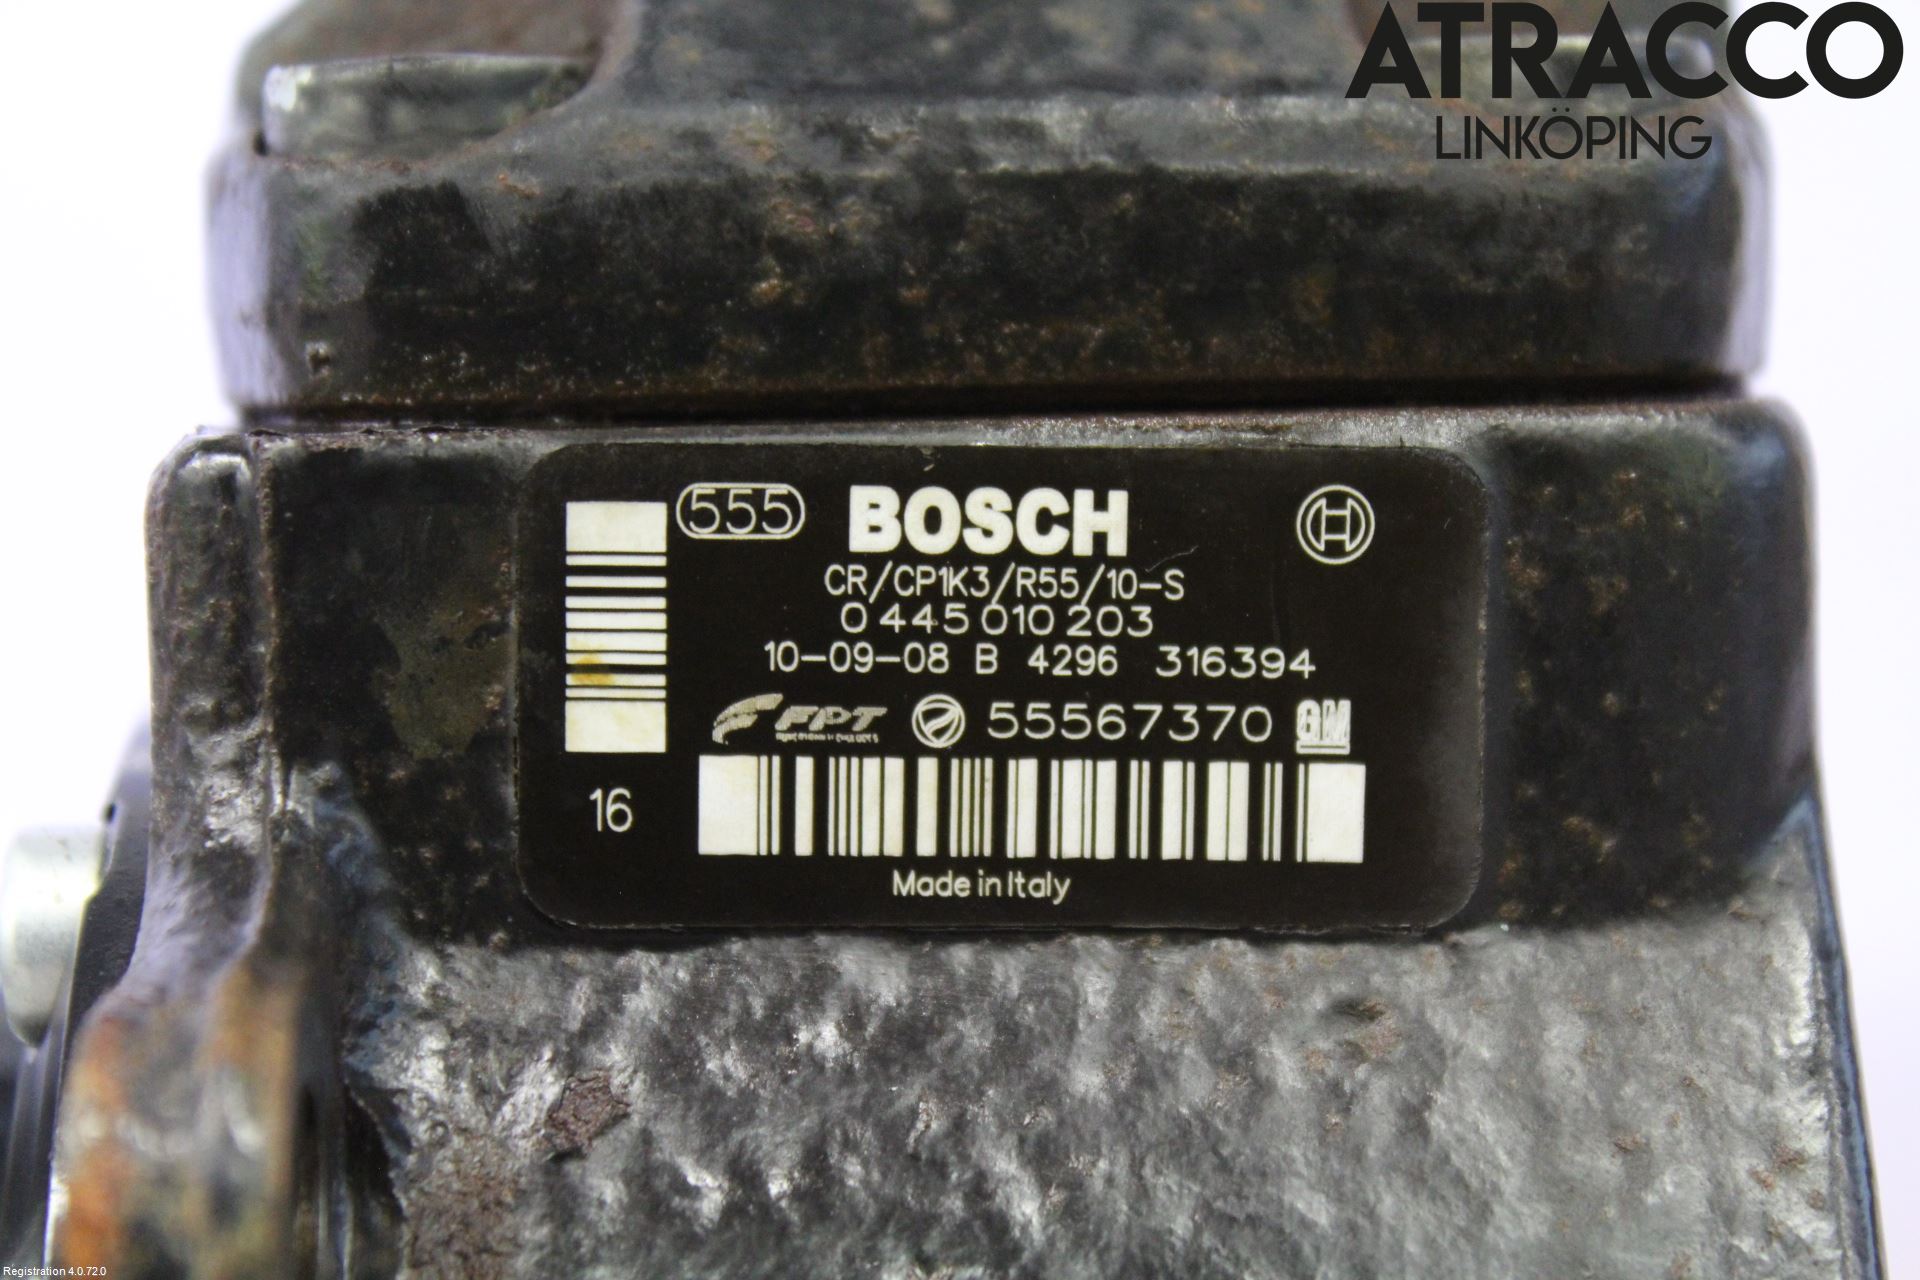 ATRACCO
LINKÖPING
555 BOSCH
CR/CP1K3/R55/10-S
0 445 010 203
10-09-08 B 4296 316394
FPT 55567370 GM
16
Made in Italy
Registration 4.0.72.0